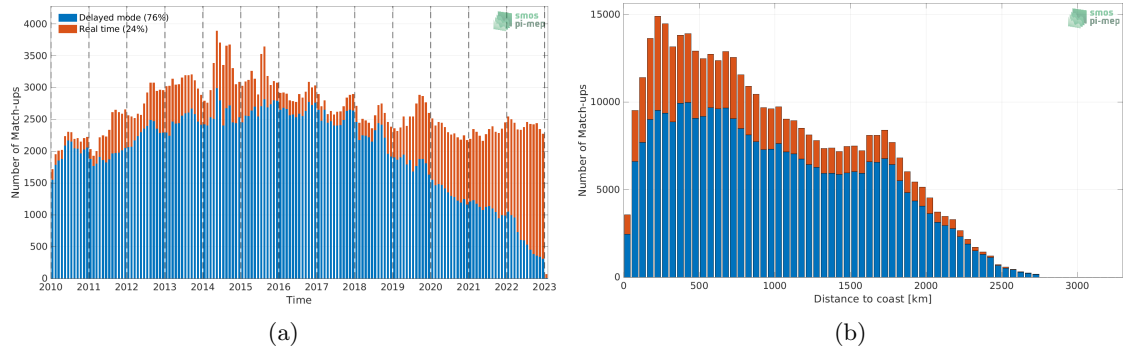 Delayed mode (76%)
Real time (24%)
smos
pi-mep
Number of Match-ups
4000
3500
3000
2500
2000
1500
1000
500
0
2010 2011 2012 2013 2014 2015 2016 2017 2018 2019 2020 2021 2022 2023
Time
(a)
smos
pi-mep
Number of Match-ups
15000
10000
5000
0
0 500 1000 1500 2000 2500 3000
Distance to coast [km]
(b)